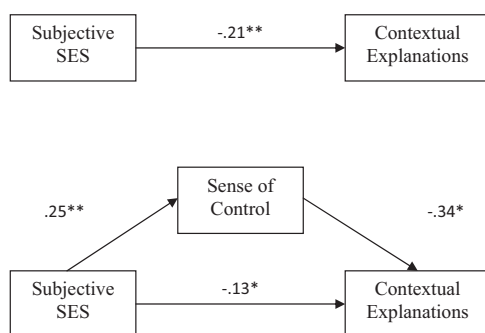 Subjective
SES
-.21**
Contextual
Explanations
Sense of
Control
.25**
-.34*
Subjective
SES
-.13*
Contextual
Explanations